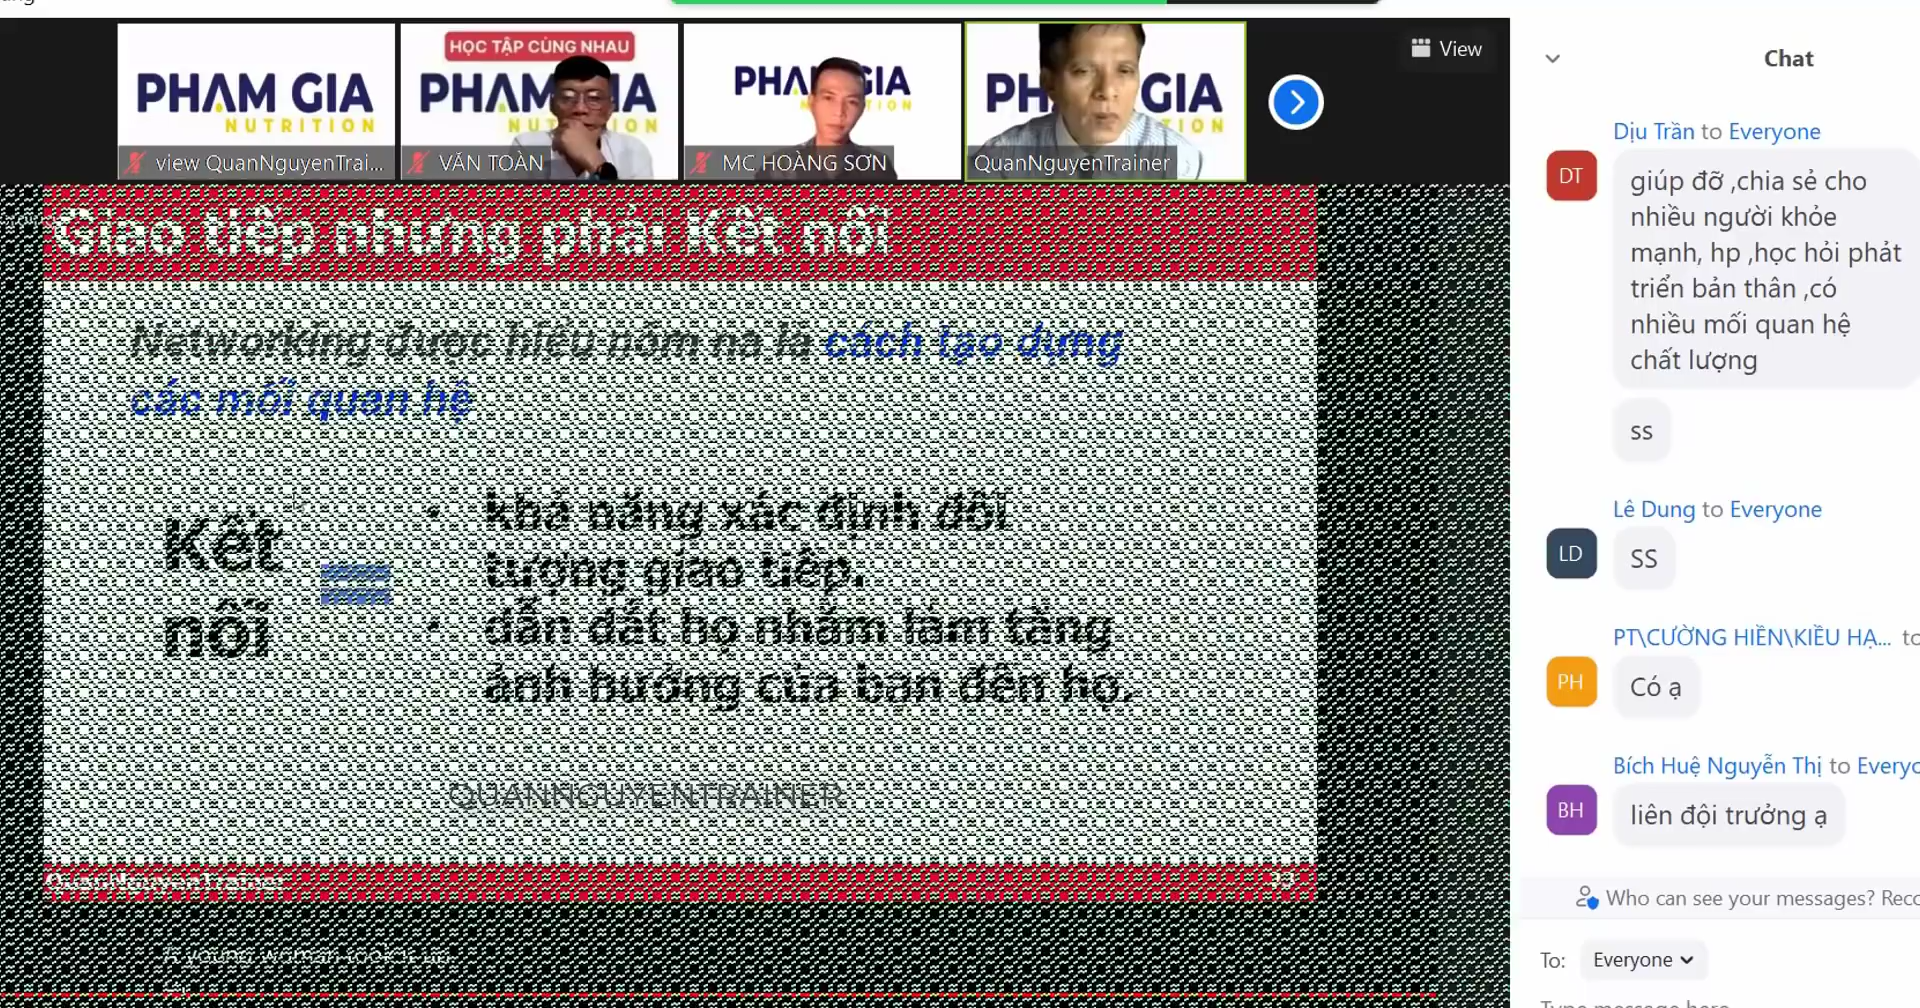 PHAM GIA
NUTRITION
view QuanNguyenTrai...
HỌC TẬP CÙNG NHAU
VĂN TOÀN
MC HOÀNG SƠN
QuanNguyenTrainer
View
Giao tiếp nhưng phải Kết nối
Networking được hiểu nôm na là cách tạo dựng
các mối quan hệ
Kết
nối
=
• khả năng xác định đối
tượng giao tiếp.
• dẫn dắt họ nhằm làm tăng
ảnh hưởng của bạn đến họ.
QUANNGUYENTRAINER
QuanNguyenTrainer
Chat
Dịu Trần to Everyone
DT
giúp đỡ ,chia sẻ cho
nhiều người khỏe
mạnh, hp ,học hỏi phát
triển bản thân ,có
nhiều mối quan hệ
chất lượng
ss
Lê Dung to Everyone
LD
SS
PT\CƯỜNG HIỀN\KIỀU HẠ... to
PH
Có ạ
Bích Huệ Nguyễn Thị to Everyo
BH
liên đội trưởng ạ
Who can see your messages? Reco
To: Everyone
Type message here